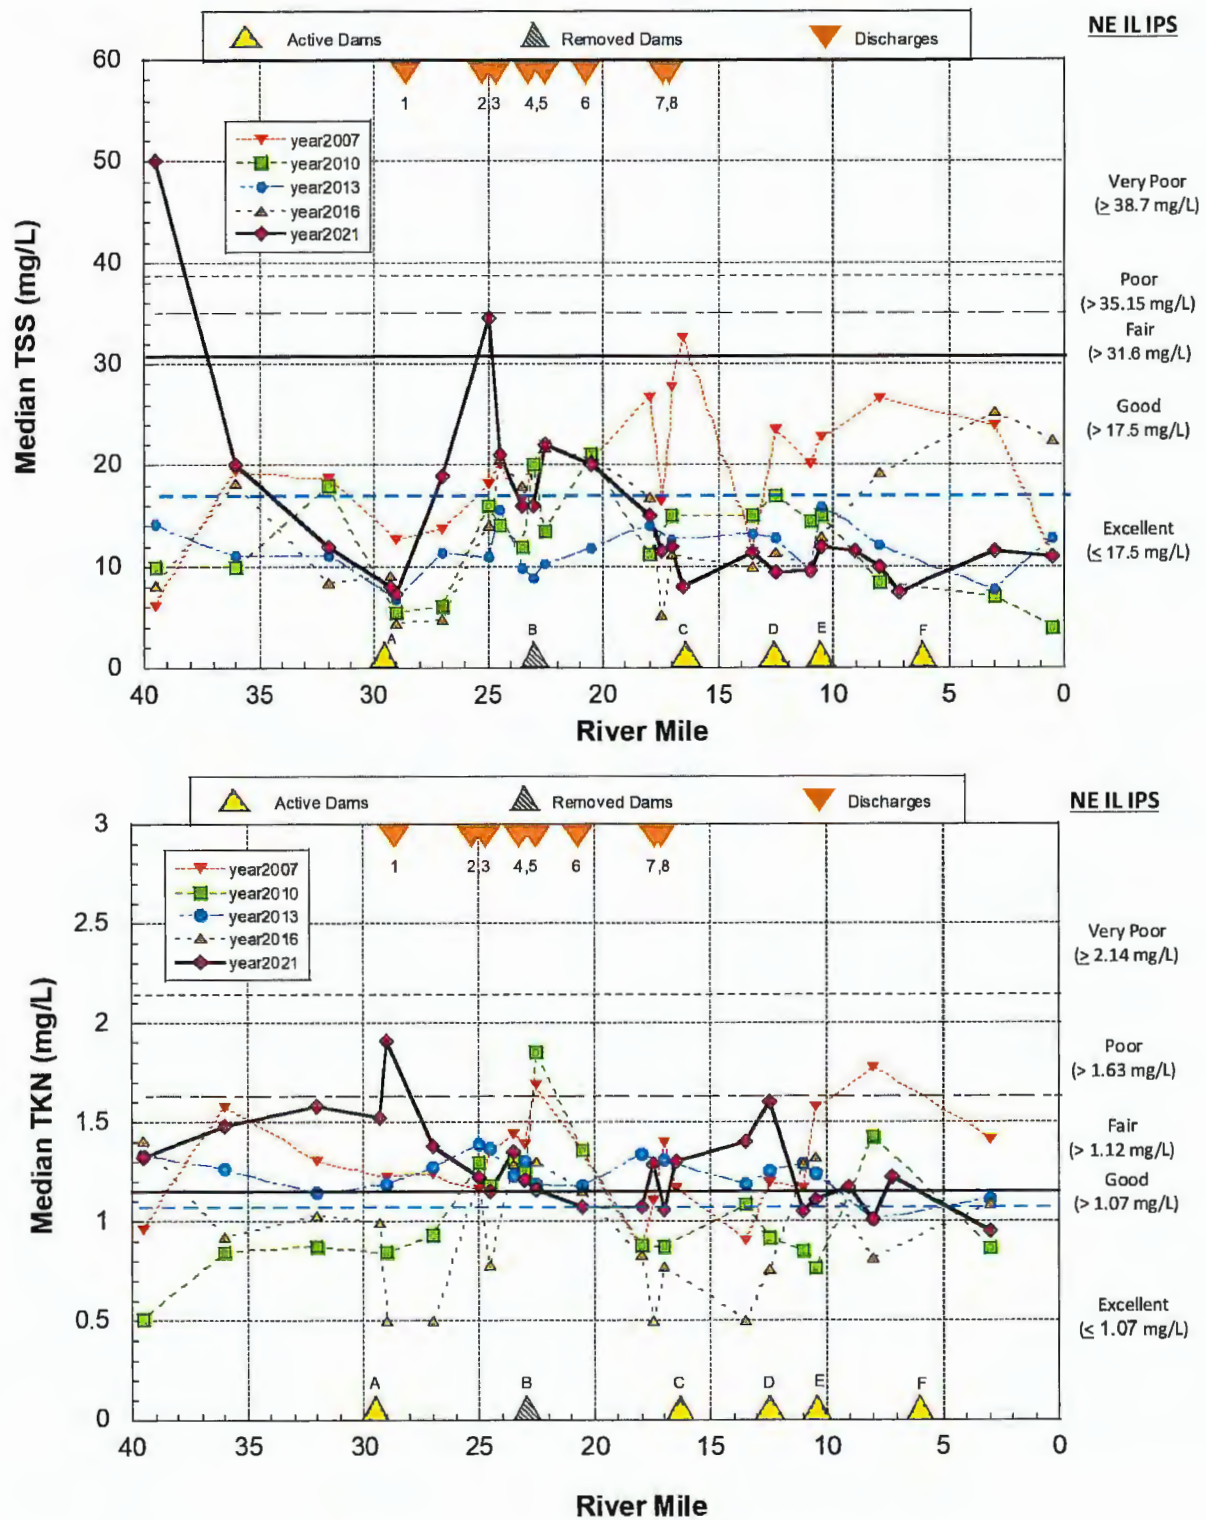 NE IL IPS
Active Dams Removed Dams Discharges
60
50
40
30
20
10
0
Median TSS (mg/L)
1 2,3 4,5 6 7,8
year2007
year2010
year2013
year2016
year2021
Very Poor
(≥ 38.7 mg/L)
Poor
(> 35.15 mg/L)
Fair
(> 31.6 mg/L)
Good
(> 17.5 mg/L)
Excellent
(≤ 17.5 mg/L)
A B C D E F
40 35 30 25 20 15 10 5 0
River Mile
NE IL IPS
Active Dams Removed Dams Discharges
3
2.5
2
1.5
1
0.5
0
Median TKN (mg/L)
1 2,3 4,5 6 7,8
year2007
year2010
year2013
year2016
year2021
Very Poor
(≥ 2.14 mg/L)
Poor
(> 1.63 mg/L)
Fair
(> 1.12 mg/L)
Good
(> 1.07 mg/L)
Excellent
(≤ 1.07 mg/L)
A B C D E F
40 35 30 25 20 15 10 5 0
River Mile